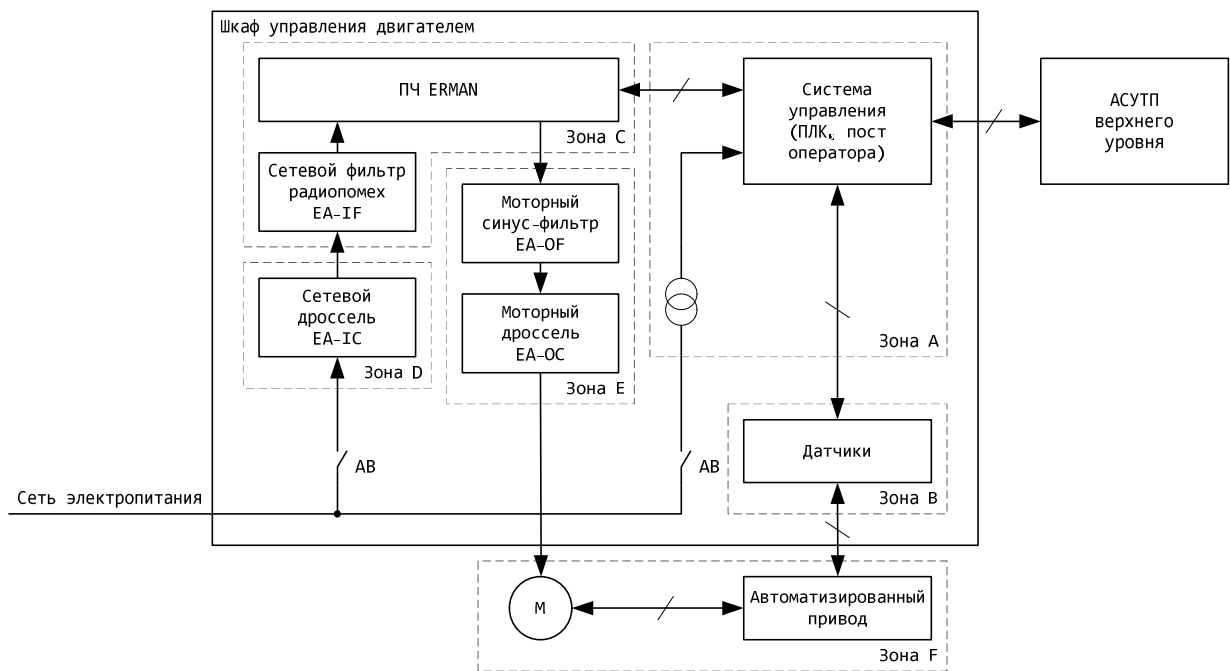 Шкаф управления двигателем
ПЧ ERMAN
Зона C
Сетевой фильтр
радиопомех
EA-IF
Сетевой
дроссель
EA-IC
Зона D
Моторный
синус-фильтр
EA-OF
Моторный
дроссель
EA-OC
Зона E
Система
управления
(ПЛК, пост
оператора)
Зона A
АСУТП
верхнего
уровня
Датчики
Зона B
АВ
АВ
Сеть электропитания
М
Автоматизированный
привод
Зона F